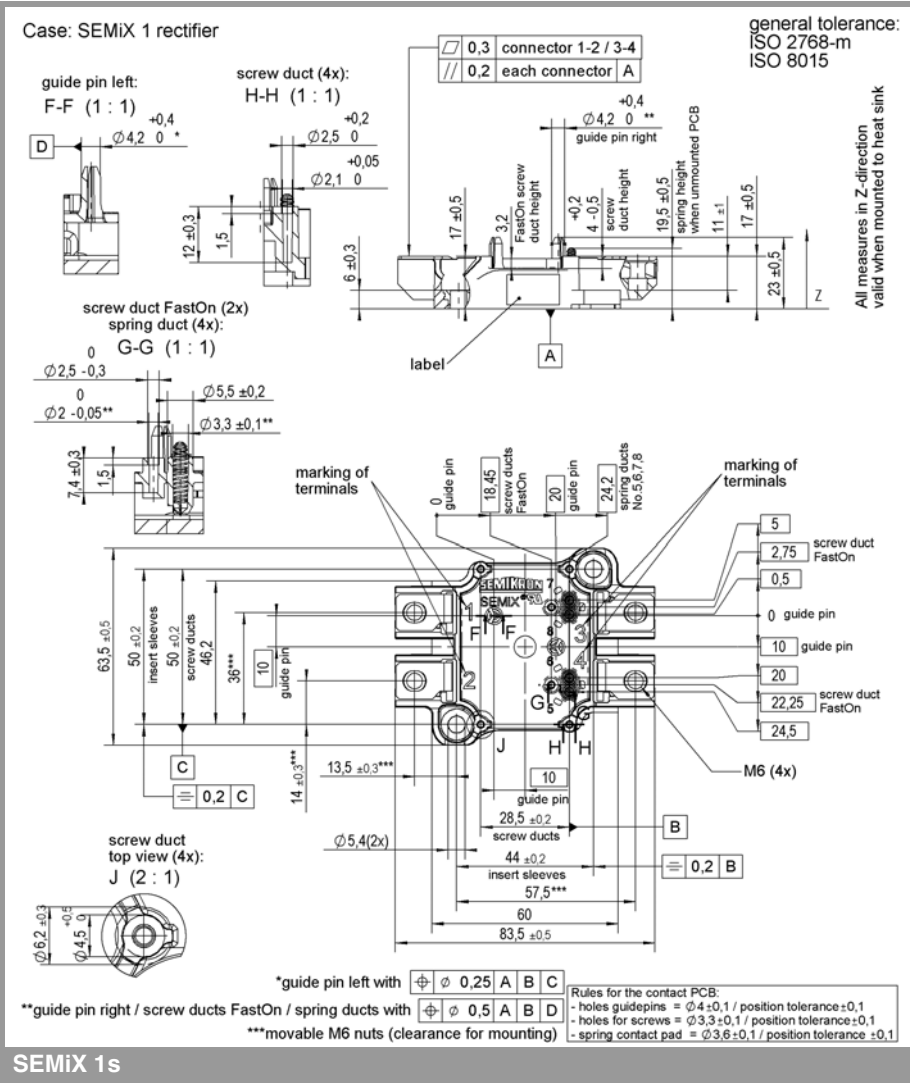 Case: SEMiX 1 rectifier
general tolerance:
ISO 2768-m
ISO 8015
0,3 connector 1-2 / 3-4
// 0,2 each connector A
guide pin left:
F-F (1 : 1)
+0,4
D
Ø4,2 0 *
screw duct (4x):
H-H (1 : 1)
+0,2
Ø2,5 0
+0,05
Ø2,1 0
12 ±0,3
1,5
+0,4
Ø4,2 0 **
guide pin right
6 ±0,3
17 ±0,5
3,2
FastOn screw
duct height
+0,2
4 -0,5
screw
duct height
19,5 ±0,5
spring height
when unmounted PCB
11 ±1
17 ±0,5
23 ±0,5
Z
All measures in Z-direction
valid when mounted to heat sink
label
A
screw duct FastOn (2x)
spring duct (4x):
G-G (1 : 1)
0
Ø2,5 -0,3
0
Ø2 -0,05**
Ø5,5 ±0,2
Ø3,3 ±0,1**
7,4 ±0,3
1,5
marking of
terminals
0
guide pin
18,45
screw ducts
FastOn
20
guide pin
24,2
spring ducts
No.5,6,7,8
marking of
terminals
5
2,75 screw duct
FastOn
0,5
0 guide pin
10 guide pin
20
22,25 screw duct
FastOn
24,5
M6 (4x)
63,5 ±0,5
50 ±0,2
insert sleeves
50 ±0,2
screw ducts
46,2
36***
10
guide pin
14 ±0,3***
SEMIKRON
SEMiX
1
2
3
4
5
6
7
8
F F
G
J
H H
C
0,2 C
13,5 ±0,3***
10
guide pin
28,5 ±0,2
screw ducts
B
Ø5,4(2x)
44 ±0,2
insert sleeves
0,2 B
57,5***
60
83,5 ±0,5
screw duct
top view (4x):
J (2 : 1)
Ø6,2 ±0,3
+0,5
Ø4,5 0
*guide pin left with ⌖ Ø 0,25 A B C
**guide pin right / screw ducts FastOn / spring ducts with ⌖ Ø 0,5 A B D
***movable M6 nuts (clearance for mounting)
Rules for the contact PCB:
- holes guidepins = Ø4±0,1 / position tolerance±0,1
- holes for screws = Ø3,3±0,1 / position tolerance±0,1
- spring contact pad = Ø3,6±0,1 / position tolerance ±0,1
SEMiX 1s